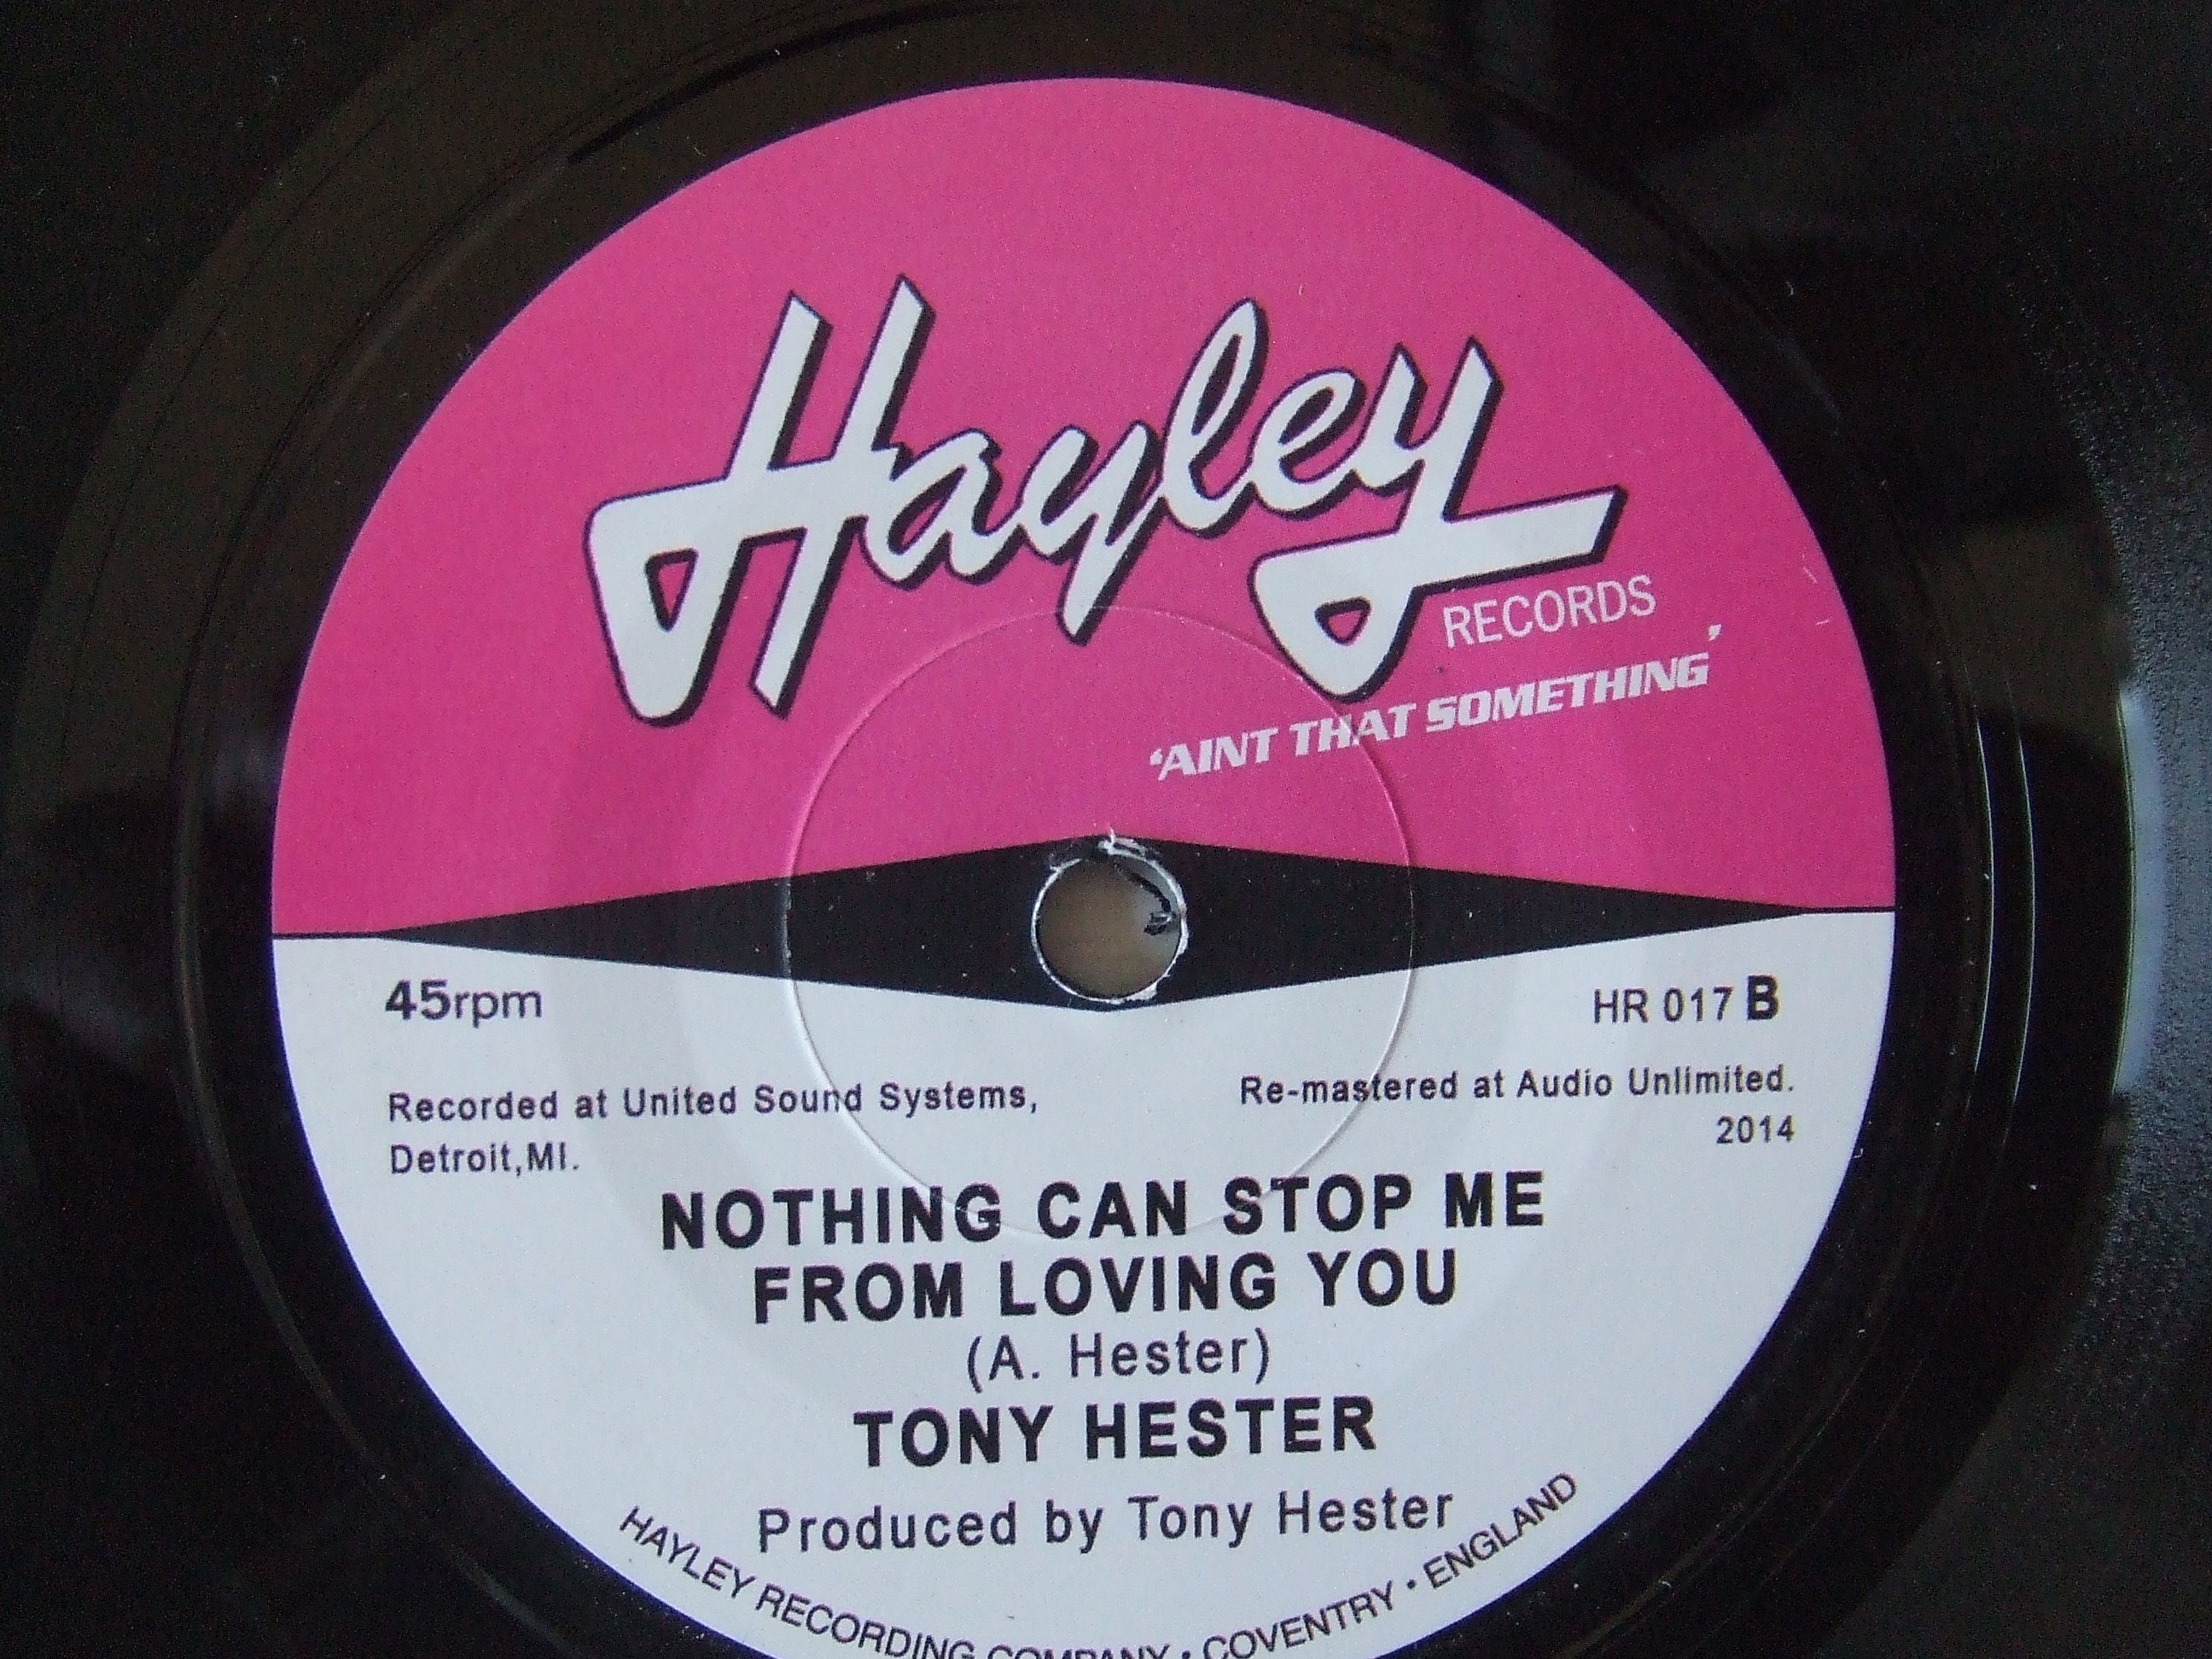 Hayley
RECORDS
'AINT THAT SOMETHING'
45rpm
HR 017 B
Recorded at United Sound Systems,
Detroit,MI.
Re-mastered at Audio Unlimited.
2014
NOTHING CAN STOP ME
FROM LOVING YOU
(A. Hester)
TONY HESTER
Produced by Tony Hester
HAYLEY RECORDING COMPANY · COVENTRY · ENGLAND